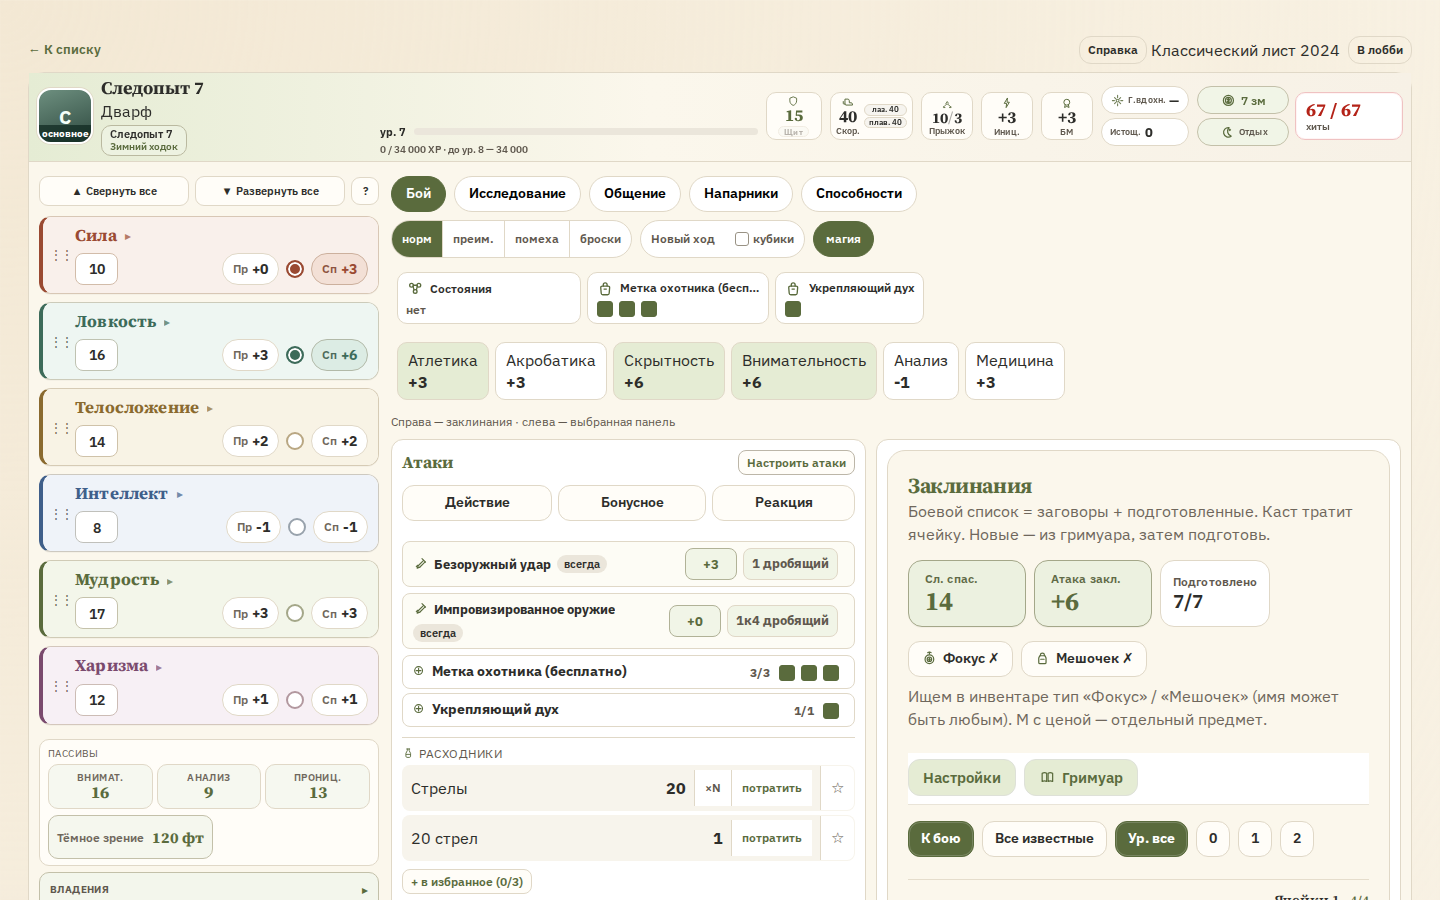 ← К списку
Справка Классический лист 2024 В лобби
С
основное
Следопыт 7
Дварф
Следопыт 7
Зимний ходок
ур. 7
0 / 34 000 XP · до ур. 8 — 34 000
15
Щит
40
Скор.
лаз. 40
плав. 40
10/3
Прыжок
+3
Иниц.
+3
БМ
Г.вдохн. —
Истощ. 0
7 зм
Отдых
67 / 67
хиты
▲ Свернуть все ▼ Развернуть все ?
Сила ▸
10 Пр +0 Сп +3
Ловкость ▸
16 Пр +3 Сп +6
Телосложение ▸
14 Пр +2 Сп +2
Интеллект ▸
8 Пр -1 Сп -1
Мудрость ▸
17 Пр +3 Сп +3
Харизма ▸
12 Пр +1 Сп +1
ПАССИВЫ
ВНИМАТ. АНАЛИЗ ПРОНИЦ.
16 9 13
Тёмное зрение 120 фт
ВЛАДЕНИЯ ▸
Бой Исследование Общение Напарники Способности
норм преим. помеха броски Новый ход кубики магия
Состояния
нет
Метка охотника (бесп...
Укрепляющий дух
Атлетика Акробатика Скрытность Внимательность Анализ Медицина
+3 +3 +6 +6 -1 +3
Справа — заклинания · слева — выбранная панель
Атаки Настроить атаки
Действие Бонусное Реакция
Безоружный удар всегда +3 1 дробящий
Импровизированное оружие
всегда
+0 1к4 дробящий
Метка охотника (бесплатно) 3/3
Укрепляющий дух 1/1
РАСХОДНИКИ
Стрелы 20 ×N потратить ☆
20 стрел 1 потратить ☆
+ в избранное (0/3)
Заклинания
Боевой список = заговоры + подготовленные. Каст тратит
ячейку. Новые — из гримуара, затем подготовь.
Сл. спас.
14
Атака закл.
+6
Подготовлено
7/7
Фокус ✗ Мешочек ✗
Ищем в инвентаре тип «Фокус» / «Мешочек» (имя может
быть любым). М с ценой — отдельный предмет.
Настройки Гримуар
К бою Все известные Ур. все 0 1 2
Ячейки 1 4/4